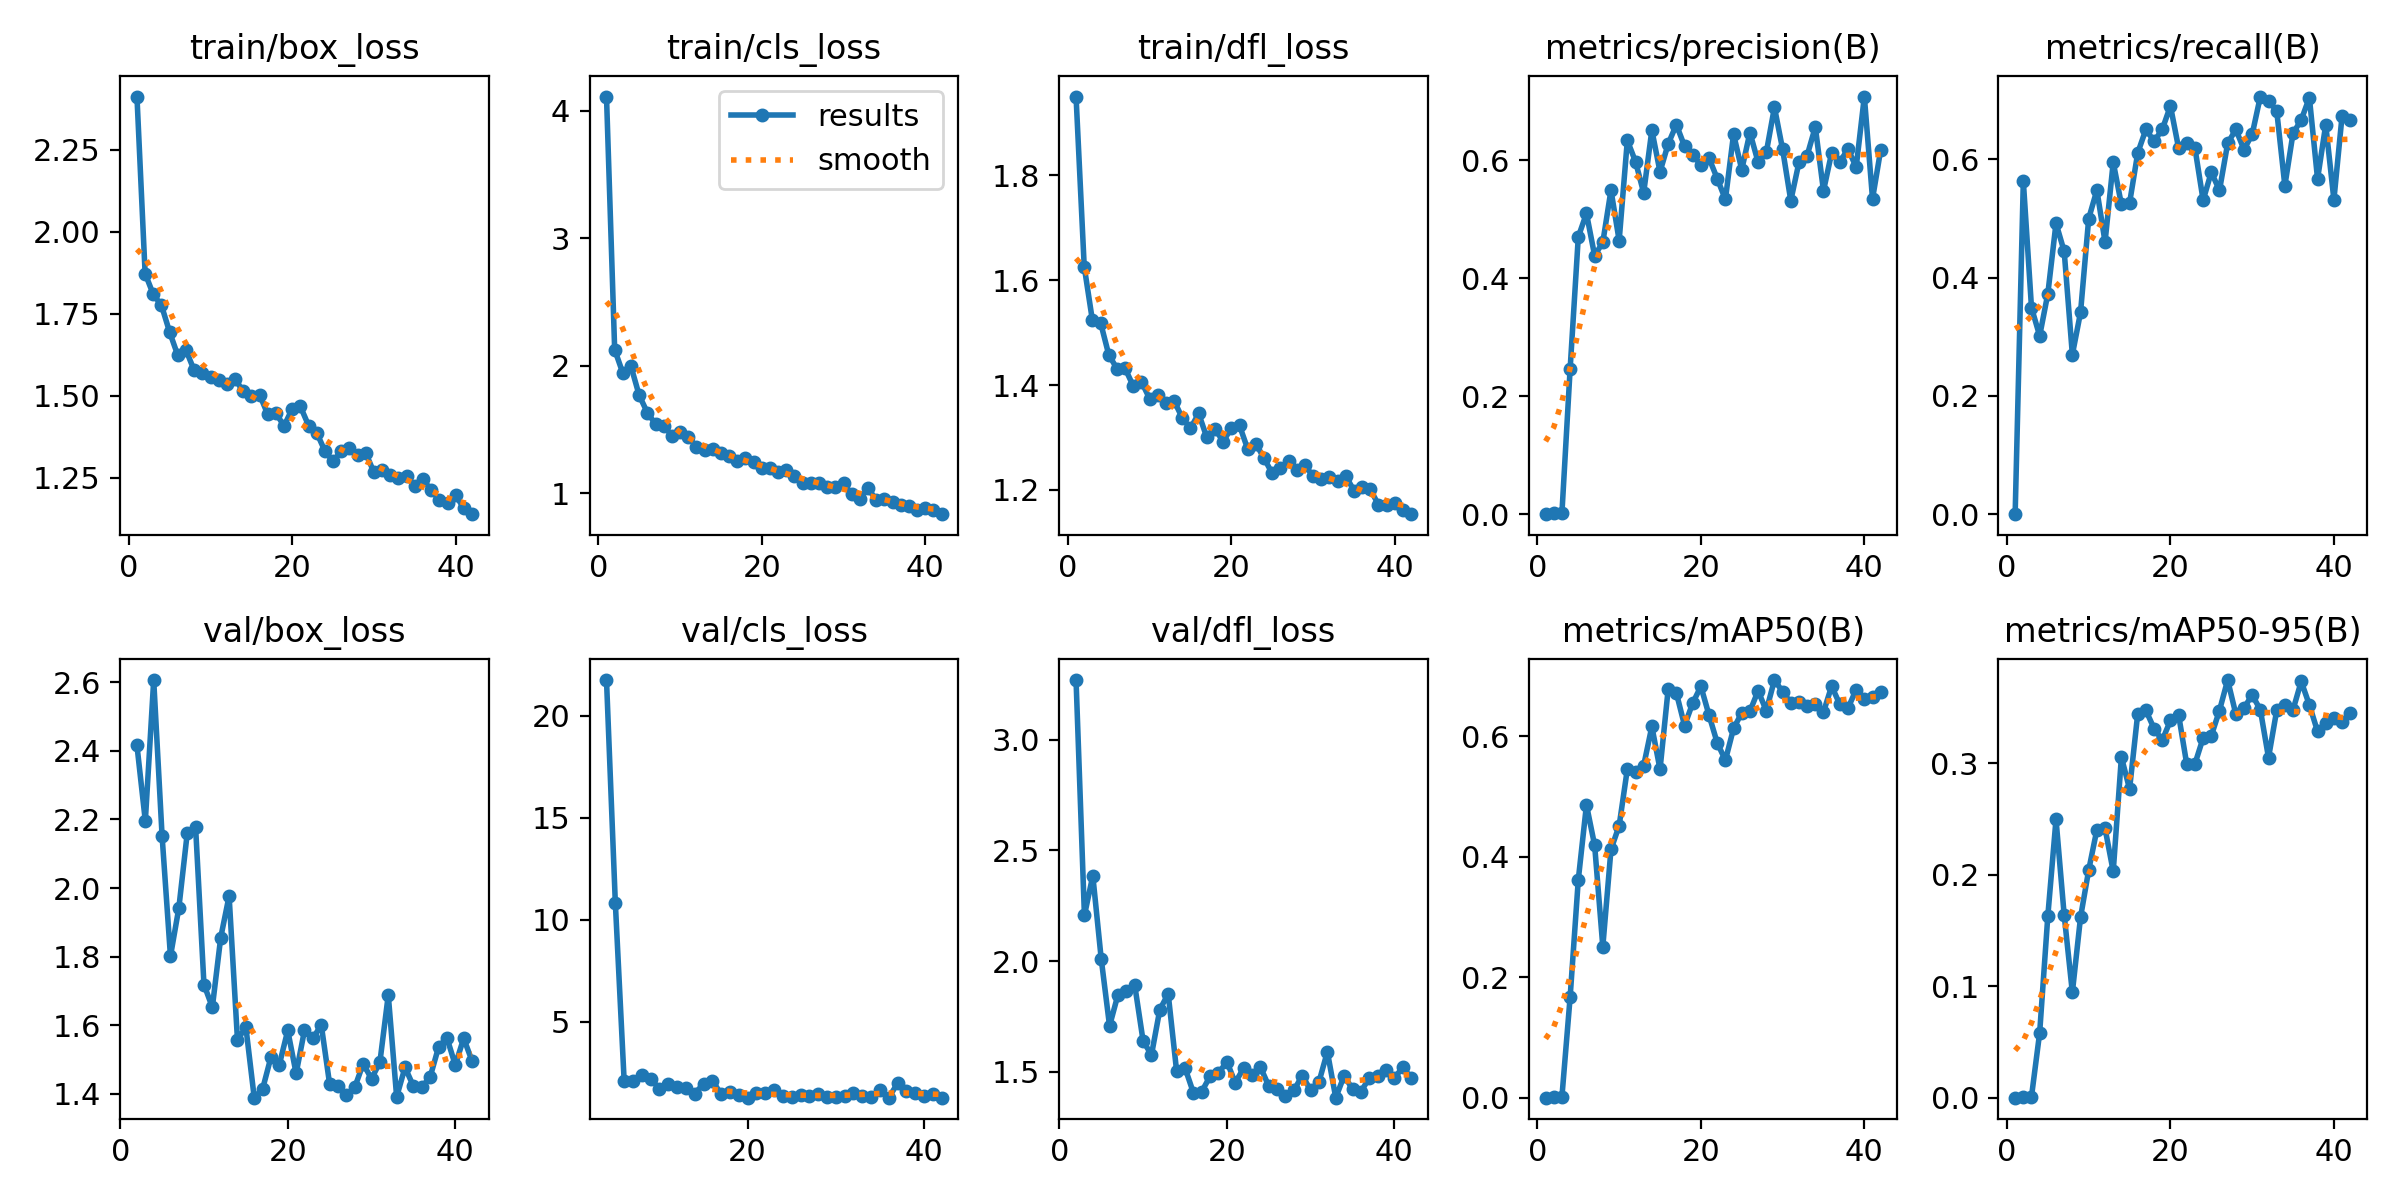 train/box_loss
2.25
2.00
1.75
1.50
1.25
0 20 40
train/cls_loss
results
smooth
4
3
2
1
0 20 40
train/dfl_loss
1.8
1.6
1.4
1.2
0 20 40
metrics/precision(B)
0.6
0.4
0.2
0.0
0 20 40
metrics/recall(B)
0.6
0.4
0.2
0.0
0 20 40
val/box_loss
2.6
2.4
2.2
2.0
1.8
1.6
1.4
0 20 40
val/cls_loss
20
15
10
5
20 40
val/dfl_loss
3.0
2.5
2.0
1.5
0 20 40
metrics/mAP50(B)
0.6
0.4
0.2
0.0
0 20 40
metrics/mAP50-95(B)
0.3
0.2
0.1
0.0
0 20 40